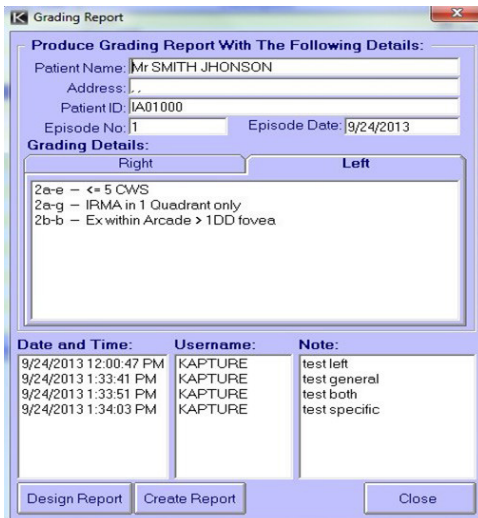 Grading Report
Produce Grading Report With The Following Details:
Patient Name: Mr SMITH JHONSON
Address: , ,
Patient ID: IA01000
Episode No: 1 Episode Date: 9/24/2013
Grading Details:
Right Left
2a-e – <= 5 CWS
2a-g – IRMA in 1 Quadrant only
2b-b – Ex within Arcade > 1DD fovea
Date and Time: Username: Note:
9/24/2013 12:00:47 PM KAPTURE test left
9/24/2013 1:33:41 PM KAPTURE test general
9/24/2013 1:33:51 PM KAPTURE test both
9/24/2013 1:34:03 PM KAPTURE test specific
Design Report Create Report Close